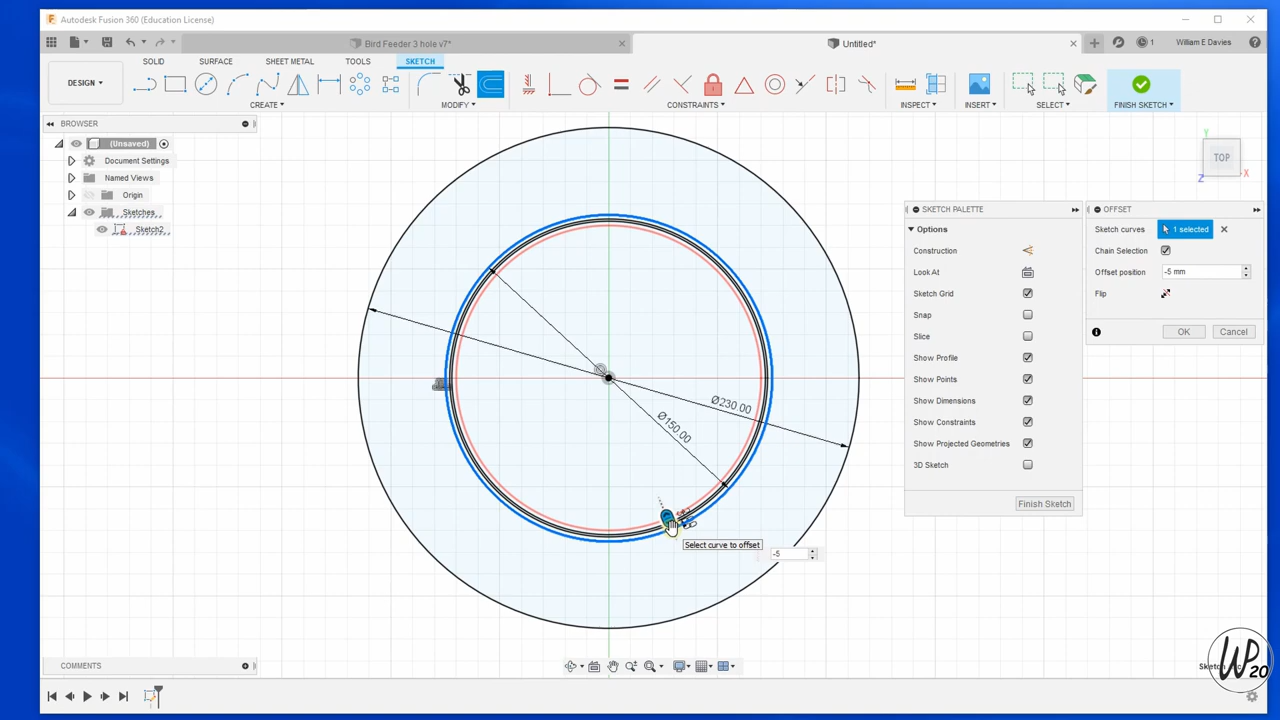 Autodesk Fusion 360 (Education License)
Bird Feeder 3 hole v7*
Untitled*
1
William E Davies
SOLID SURFACE SHEET METAL TOOLS SKETCH
DESIGN
CREATE MODIFY CONSTRAINTS INSPECT INSERT SELECT FINISH SKETCH
BROWSER
(Unsaved)
Document Settings
Named Views
Origin
Sketches
Sketch2
TOP
Y
X
Z
SKETCH PALETTE
Options
Construction
Look At
Sketch Grid
Snap
Slice
Show Profile
Show Points
Show Dimensions
Show Constraints
Show Projected Geometries
3D Sketch
Finish Sketch
OFFSET
Sketch curves 1 selected
Chain Selection
Offset position -5 mm
Flip
OK Cancel
Ø230.00
Ø150.00
Select curve to offset
-5
COMMENTS
WP
20